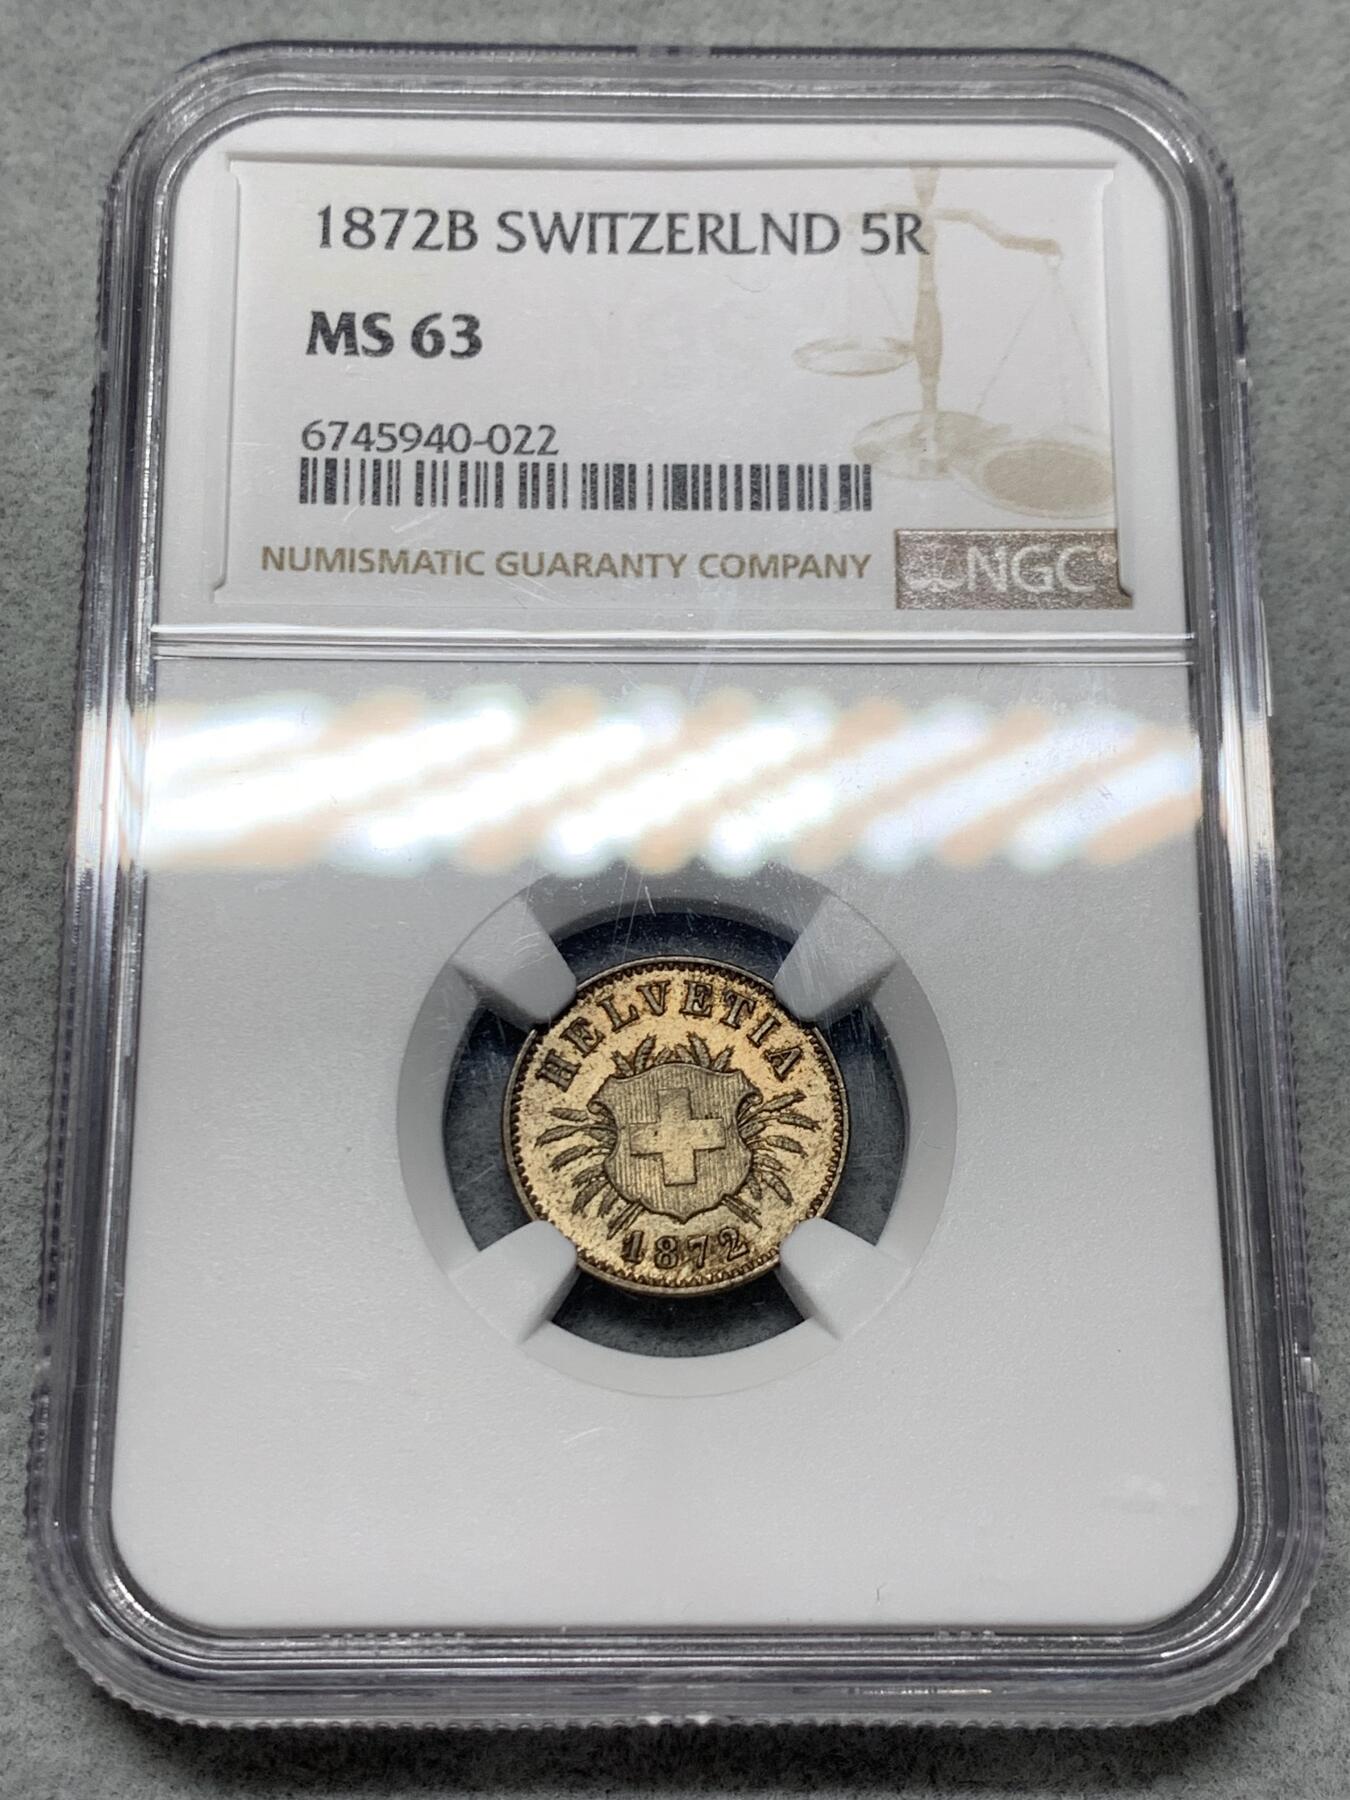 1872B SWITZERLND 5R
MS 63
6745940-022
NUMISMATIC GUARANTY COMPANY
NGC
HELVETIA
1872